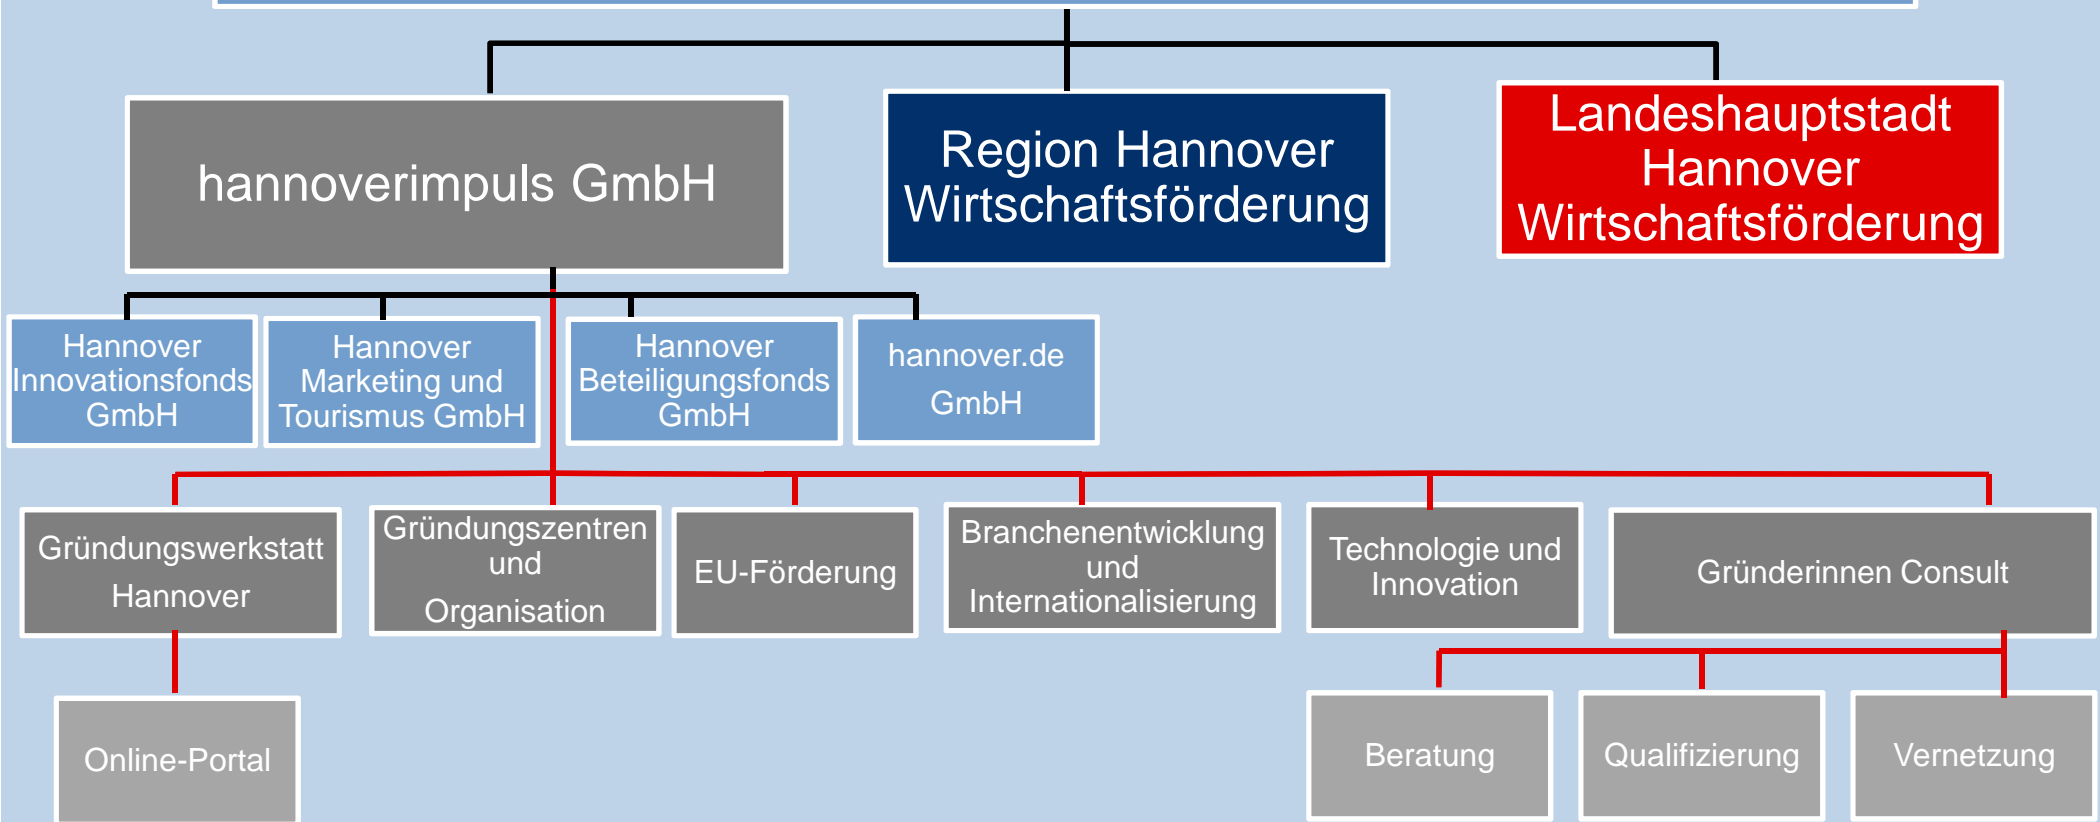 hannoverimpuls GmbH
Region Hannover
Wirtschaftsförderung
Landeshauptstadt
Hannover
Wirtschaftsförderung
Hannover
Innovationsfonds
GmbH
Hannover
Marketing und
Tourismus GmbH
Hannover
Beteiligungsfonds
GmbH
hannover.de
GmbH
Gründungswerkstatt
Hannover
Gründungszentren
und
Organisation
EU-Förderung
Branchenentwicklung
und
Internationalisierung
Technologie und
Innovation
Gründerinnen Consult
Online-Portal
Beratung
Qualifizierung
Vernetzung